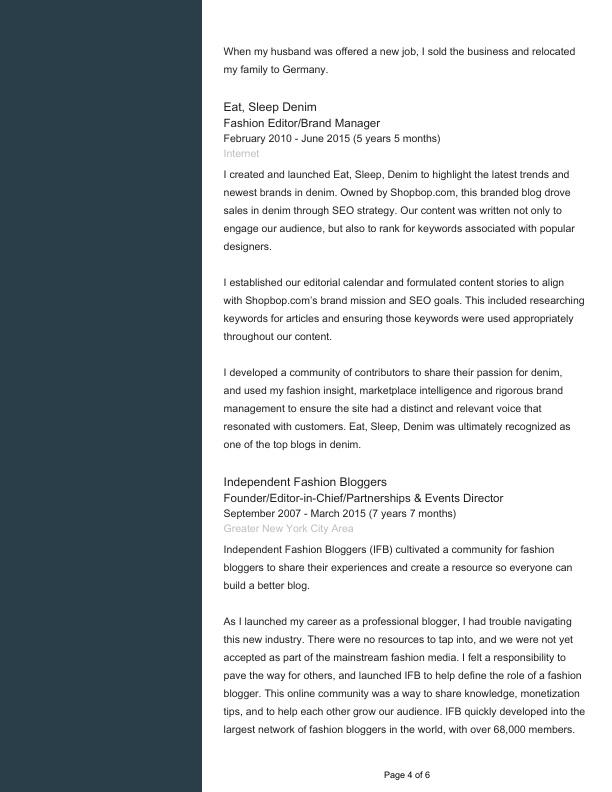 When my husband was offered a new job, I sold the business and relocated
my family to Germany.
Eat, Sleep Denim
Fashion Editor/Brand Manager
February 2010 - June 2015 (5 years 5 months)
Internet
I created and launched Eat, Sleep, Denim to highlight the latest trends and
newest brands in denim. Owned by Shopbop.com, this branded blog drove
sales in denim through SEO strategy. Our content was written not only to
engage our audience, but also to rank for keywords associated with popular
designers.
I established our editorial calendar and formulated content stories to align
with Shopbop.com's brand mission and SEO goals. This included researching
keywords for articles and ensuring those keywords were used appropriately
throughout our content.
I developed a community of contributors to share their passion for denim,
and used my fashion insight, marketplace intelligence and rigorous brand
management to ensure the site had a distinct and relevant voice that
resonated with customers. Eat, Sleep, Denim was ultimately recognized as
one of the top blogs in denim.
Independent Fashion Bloggers
Founder/Editor-in-Chief/Partnerships & Events Director
September 2007 - March 2015 (7 years 7 months)
Greater New York City Area
Independent Fashion Bloggers (IFB) cultivated a community for fashion
bloggers to share their experiences and create a resource so everyone can
build a better blog.
As I launched my career as a professional blogger, I had trouble navigating
this new industry. There were no resources to tap into, and we were not yet
accepted as part of the mainstream fashion media. I felt a responsibility to
pave the way for others, and launched IFB to help define the role of a fashion
blogger. This online community was a way to share knowledge, monetization
tips, and to help each other grow our audience. IFB quickly developed into the
largest network of fashion bloggers in the world, with over 68,000 members.
Page 4 of 6